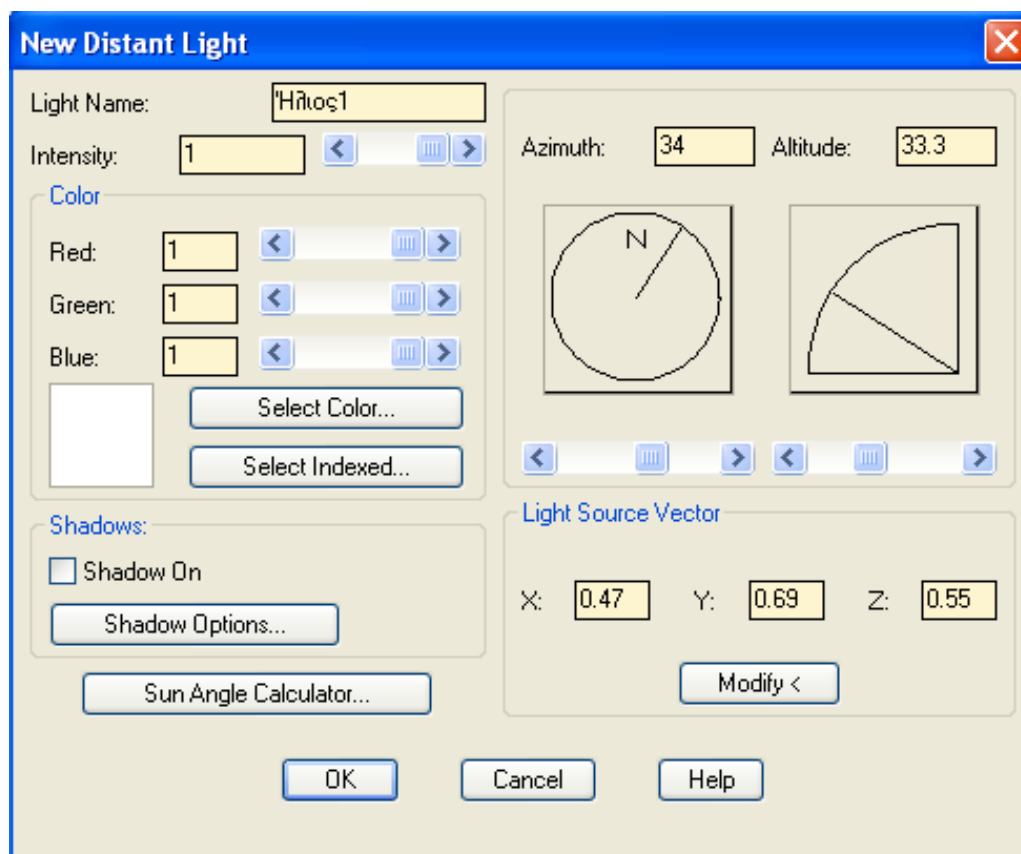 New Distant Light
Light Name: Ήλιος1
Intensity: 1
Color
Red: 1
Green: 1
Blue: 1
Select Color...
Select Indexed...
Shadows:
Shadow On
Shadow Options...
Sun Angle Calculator...
Azimuth: 34 Altitude: 33.3
N
Light Source Vector
X: 0.47 Y: 0.69 Z: 0.55
Modify <
OK Cancel Help